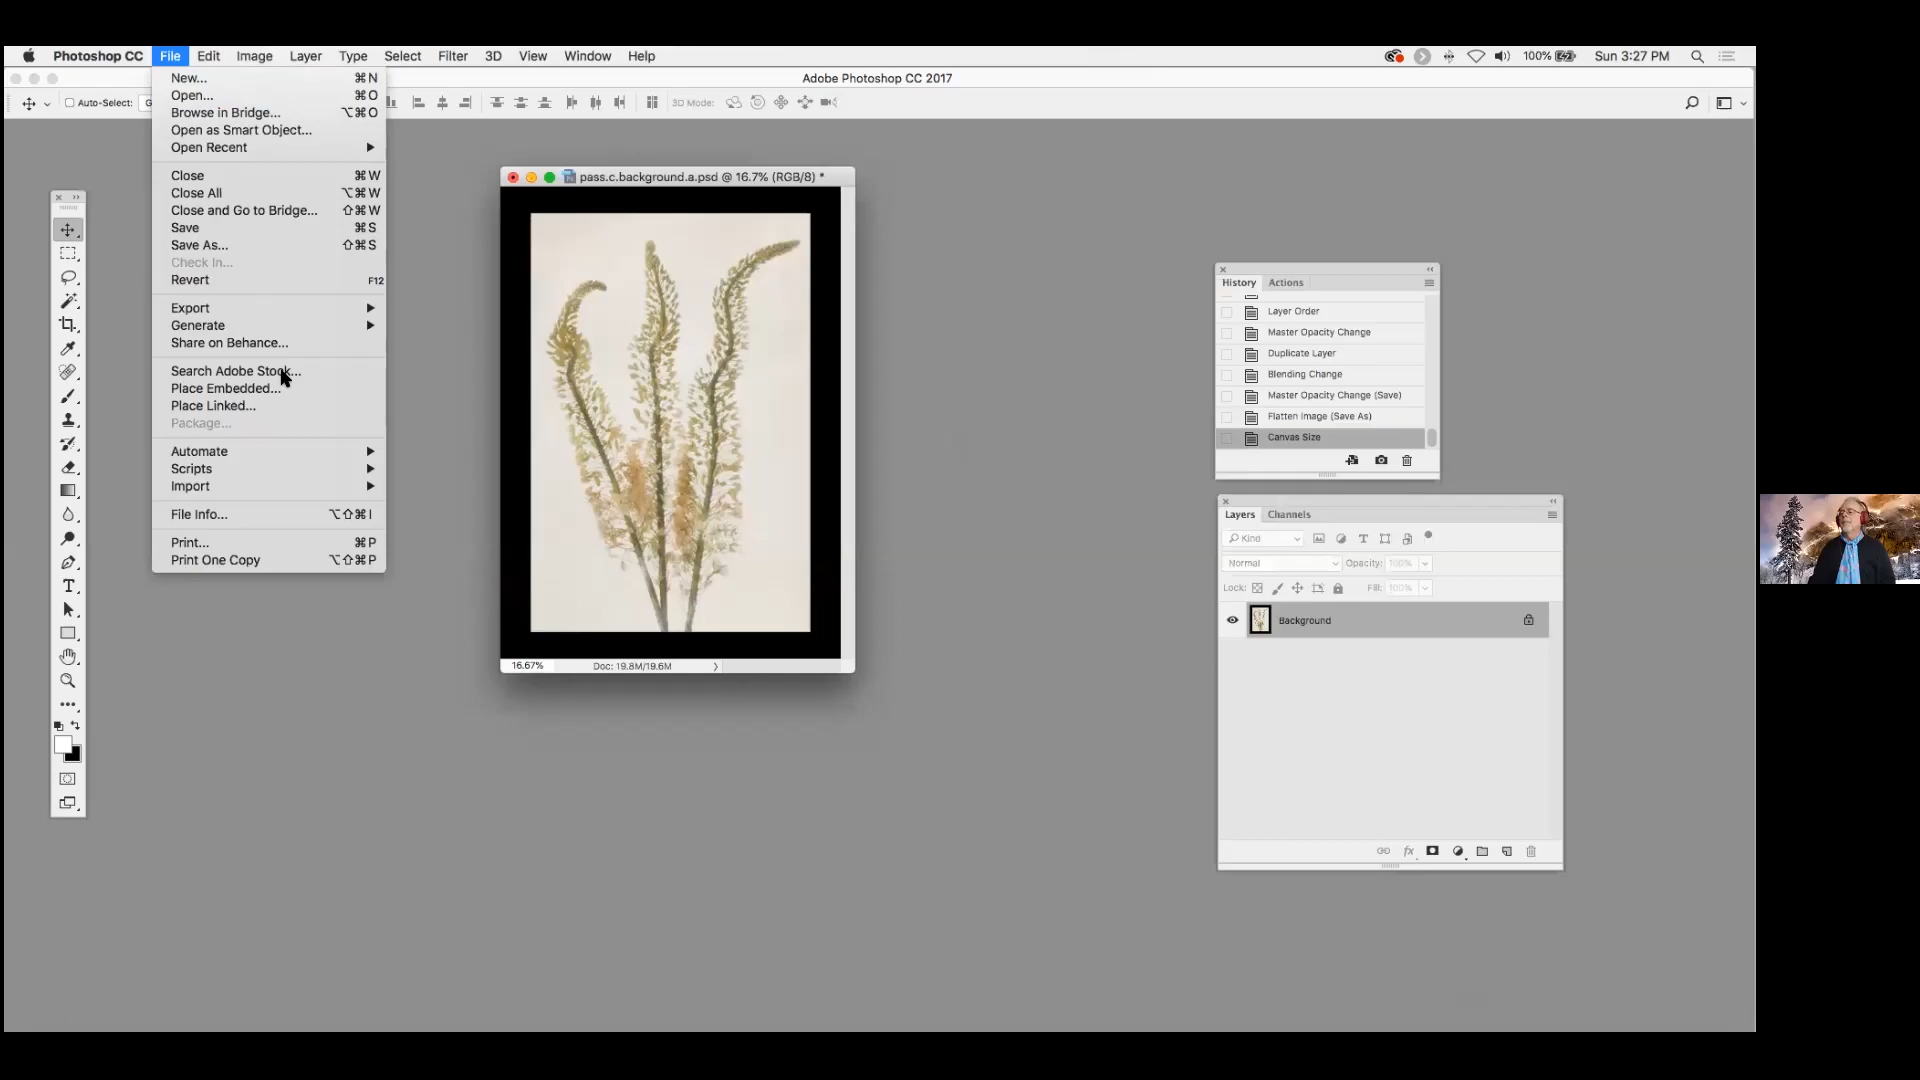 Photoshop CC File Edit Image Layer Type Select Filter 3D View Window Help 100% Sun 3:27 PM
Adobe Photoshop CC 2017
Auto-Select: G 3D Mode:
New... ⌘N
Open... ⌘O
Browse in Bridge... ⌥⌘O
Open as Smart Object...
Open Recent
Close ⌘W
Close All ⌥⌘W
Close and Go to Bridge... ⇧⌘W
Save ⌘S
Save As... ⇧⌘S
Check In...
Revert F12
Export
Generate
Share on Behance...
Search Adobe Stock...
Place Embedded...
Place Linked...
Package...
Automate
Scripts
Import
File Info... ⌥⇧⌘I
Print... ⌘P
Print One Copy ⌥⇧⌘P
pass.c.background.a.psd @ 16.7% (RGB/8) *
16.67% Doc: 19.8M/19.6M
History Actions
Layer Order
Master Opacity Change
Duplicate Layer
Blending Change
Master Opacity Change (Save)
Flatten Image (Save As)
Canvas Size
Layers Channels
Kind
Normal Opacity: 100%
Lock: Fill: 100%
Background
fx